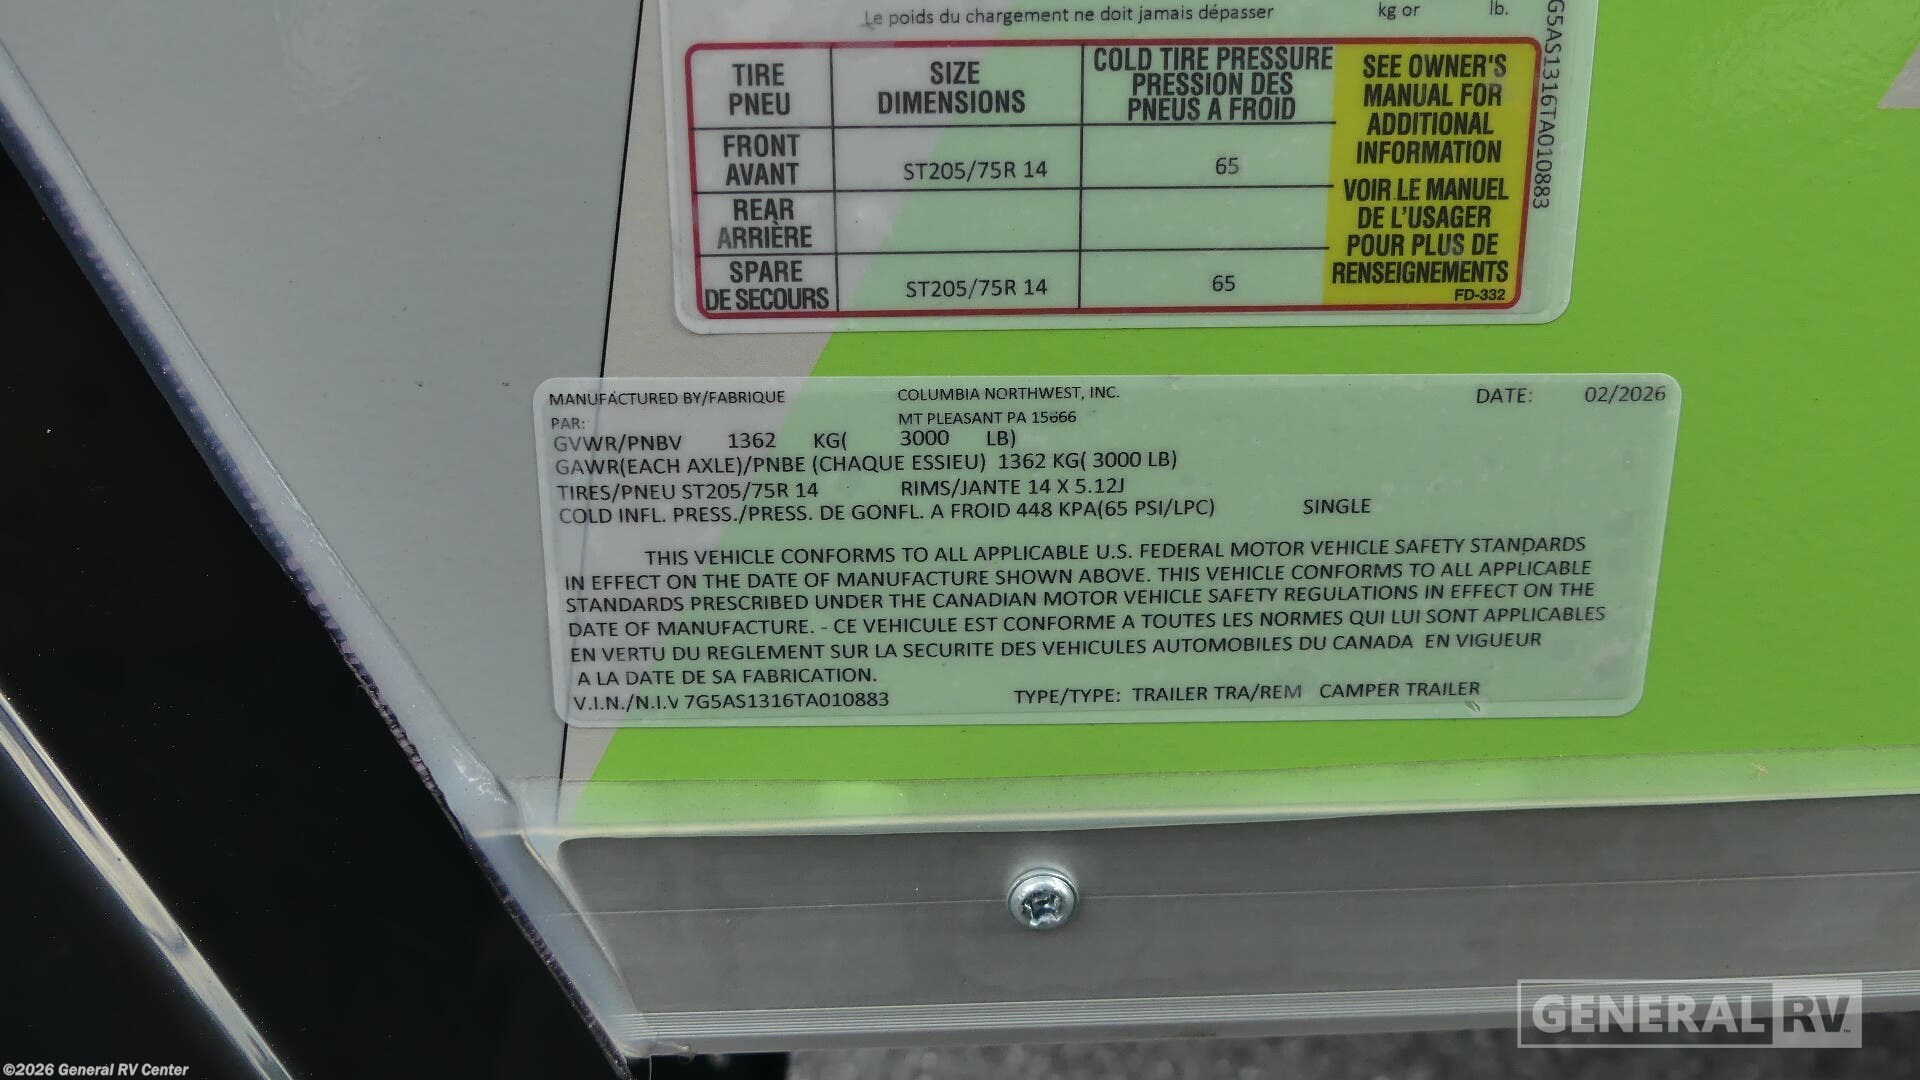 Le poids du chargement ne doit jamais dépasser kg or lb.
TIRE PNEU
SIZE DIMENSIONS
COLD TIRE PRESSURE
PRESSION DES
PNEUS A FROID
FRONT AVANT ST205/75R 14 65
REAR ARRIÈRE
SPARE DE SECOURS ST205/75R 14 65
SEE OWNER'S
MANUAL FOR
ADDITIONAL
INFORMATION
VOIR LE MANUEL
DE L'USAGER
POUR PLUS DE
RENSEIGNEMENTS
FD-332
G5AS1316TA010883
MANUFACTURED BY/FABRIQUE COLUMBIA NORTHWEST, INC. DATE: 02/2026
PAR: MT PLEASANT PA 15666
GVWR/PNBV 1362 KG( 3000 LB)
GAWR(EACH AXLE)/PNBE (CHAQUE ESSIEU) 1362 KG( 3000 LB)
TIRES/PNEU ST205/75R 14 RIMS/JANTE 14 X 5.12J
COLD INFL. PRESS./PRESS. DE GONFL. A FROID 448 KPA(65 PSI/LPC) SINGLE
THIS VEHICLE CONFORMS TO ALL APPLICABLE U.S. FEDERAL MOTOR VEHICLE SAFETY STANDARDS
IN EFFECT ON THE DATE OF MANUFACTURE SHOWN ABOVE. THIS VEHICLE CONFORMS TO ALL APPLICABLE
STANDARDS PRESCRIBED UNDER THE CANADIAN MOTOR VEHICLE SAFETY REGULATIONS IN EFFECT ON THE
DATE OF MANUFACTURE. - CE VEHICULE EST CONFORME A TOUTES LES NORMES QUI LUI SONT APPLICABLES
EN VERTU DU REGLEMENT SUR LA SECURITE DES VEHICULES AUTOMOBILES DU CANADA EN VIGUEUR
A LA DATE DE SA FABRICATION.
V.I.N./N.I.V 7G5AS1316TA010883 TYPE/TYPE: TRAILER TRA/REM CAMPER TRAILER
GENERAL RV
©2026 General RV Center